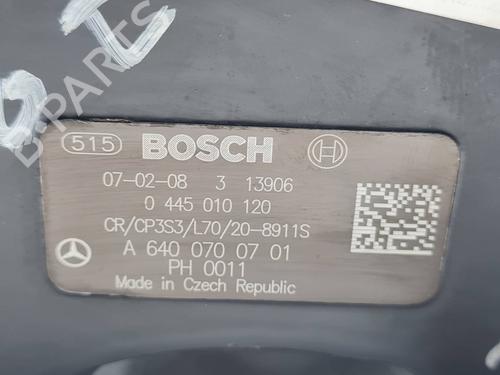 515 BOSCH
07-02-08 3 13906
0 445 010 120
CR/CP3S3/L70/20-8911S
A 640 070 07 01
PH 0011
Made in Czech Republic
B-PARTS